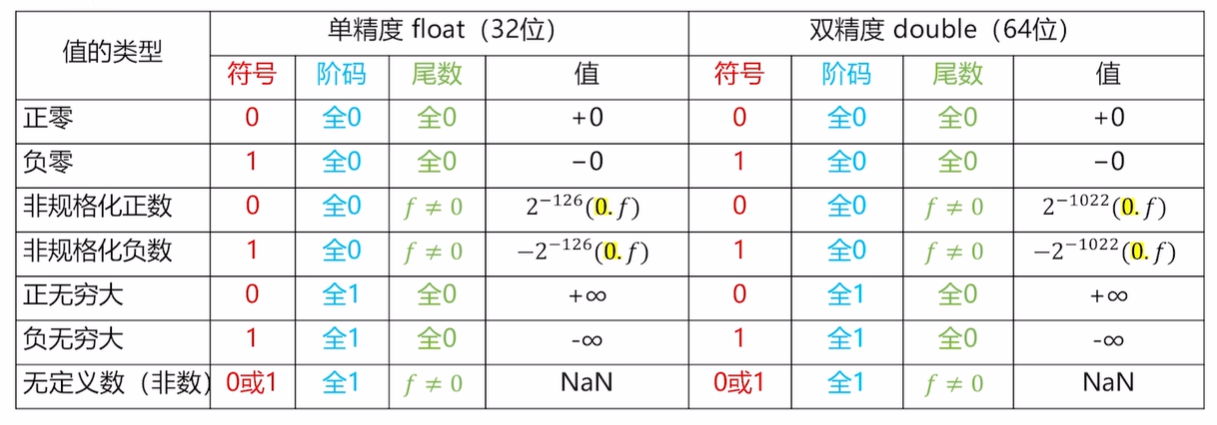 值的类型 单精度 float（32位） 双精度 double（64位）
符号 阶码 尾数 值 符号 阶码 尾数 值
正零 0 全0 全0 +0 0 全0 全0 +0
负零 1 全0 全0 −0 1 全0 全0 −0
非规格化正数 0 全0 f ≠ 0 2⁻¹²⁶(0.f) 0 全0 f ≠ 0 2⁻¹⁰²²(0.f)
非规格化负数 1 全0 f ≠ 0 −2⁻¹²⁶(0.f) 1 全0 f ≠ 0 −2⁻¹⁰²²(0.f)
正无穷大 0 全1 全0 +∞ 0 全1 全0 +∞
负无穷大 1 全1 全0 -∞ 1 全1 全0 -∞
无定义数（非数） 0或1 全1 f ≠ 0 NaN 0或1 全1 f ≠ 0 NaN